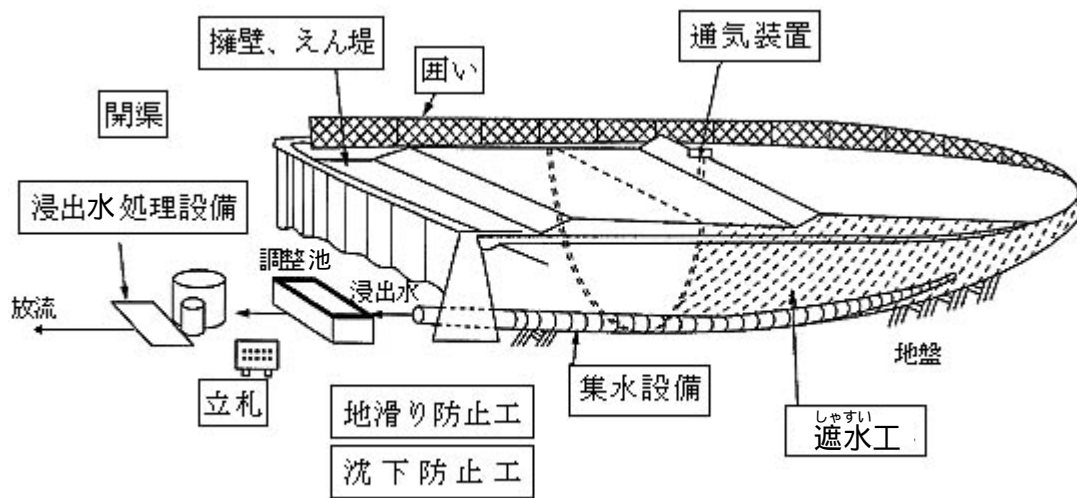 擁壁、えん堤
通気装置
囲い
開渠
浸出水処理設備
調整池
浸出水
放流
地盤
立札
集水設備
地滑り防止工
しゃすい
遮水工
沈下防止工